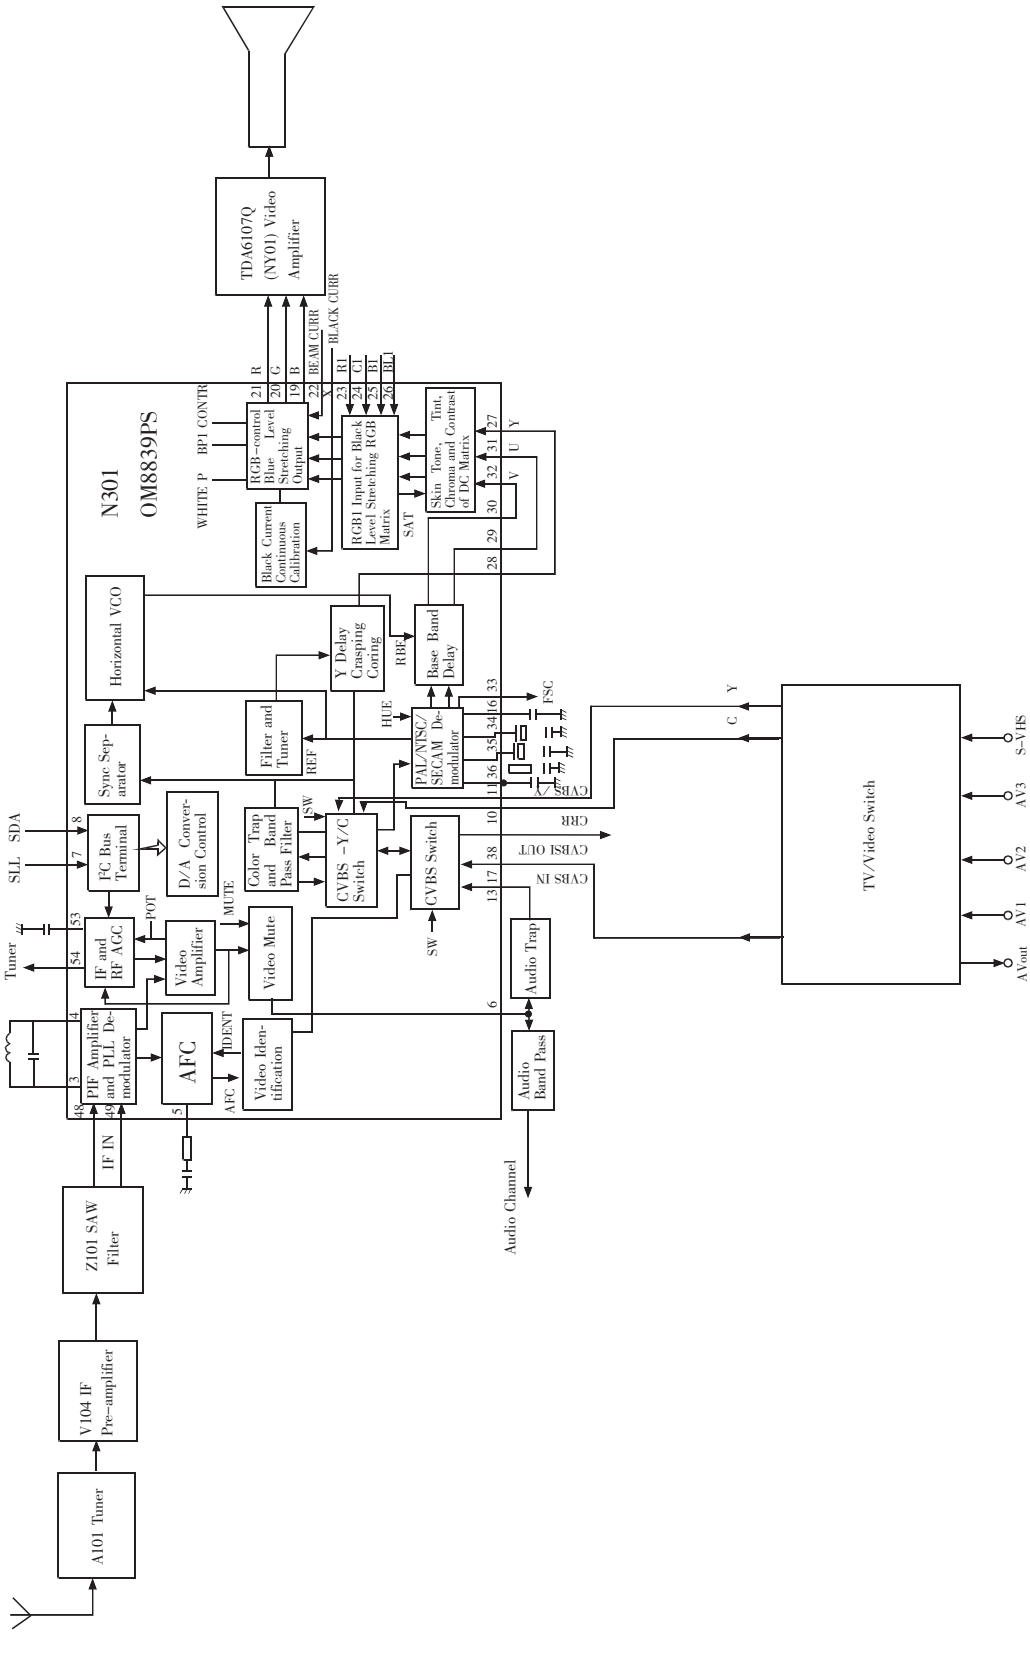 A101 Tuner
V104 IF
Pre-amplifier
Z101 SAW
Filter
IF IN
48
49
3
4
5
PIF Amplifier
and PLL De-
modulator
AFC
AFC
IDENT
Video Iden-
tification
Tuner
54
53
IF and
RF AGC
POT
Video
Amplifier
MUTE
Video Mute
SLL
SDA
7
8
I²C Bus
Terminal
D/A Conver-
sion Control
Sync Sep-
arator
Horizontal VCO
N301
OM8839PS
Color Trap
and Band
Pass Filter
SW
CVBS -Y/C
Switch
SW
CVBS Switch
Filter and
Tuner
REF
HUE
PAL/NTSC/
SECAM De-
modulator
Y Delay
Crasping
Coring
RBF
Base Band
Delay
Black Current
Continuous
Calibration
WHITE P
BP1 CONTR
RGB-control
Blue Level
Stretching
Output
RGB1 Input for Black
Level Stretching RGB
Matrix
SAT
Skin Tone, Tint,
Chroma and Contrast
of DC Matrix
21 R
20 G
19 B
22 BEAM CURR
BLACK CURR
X
23 R1
24 C1
25 B1
26 BL1
TDA6107Q
(NY01) Video
Amplifier
6
13
17
38
10
11
36
35
34
16
33
28
29
30
32
31
27
V
U
Y
FSC
CVBS /Y
CRR
CVBSI OUT
CVBS IN
Audio Trap
Audio
Band Pass
Audio Channel
C
Y
TV/Video Switch
AVout
AV1
AV2
AV3
S-VHS